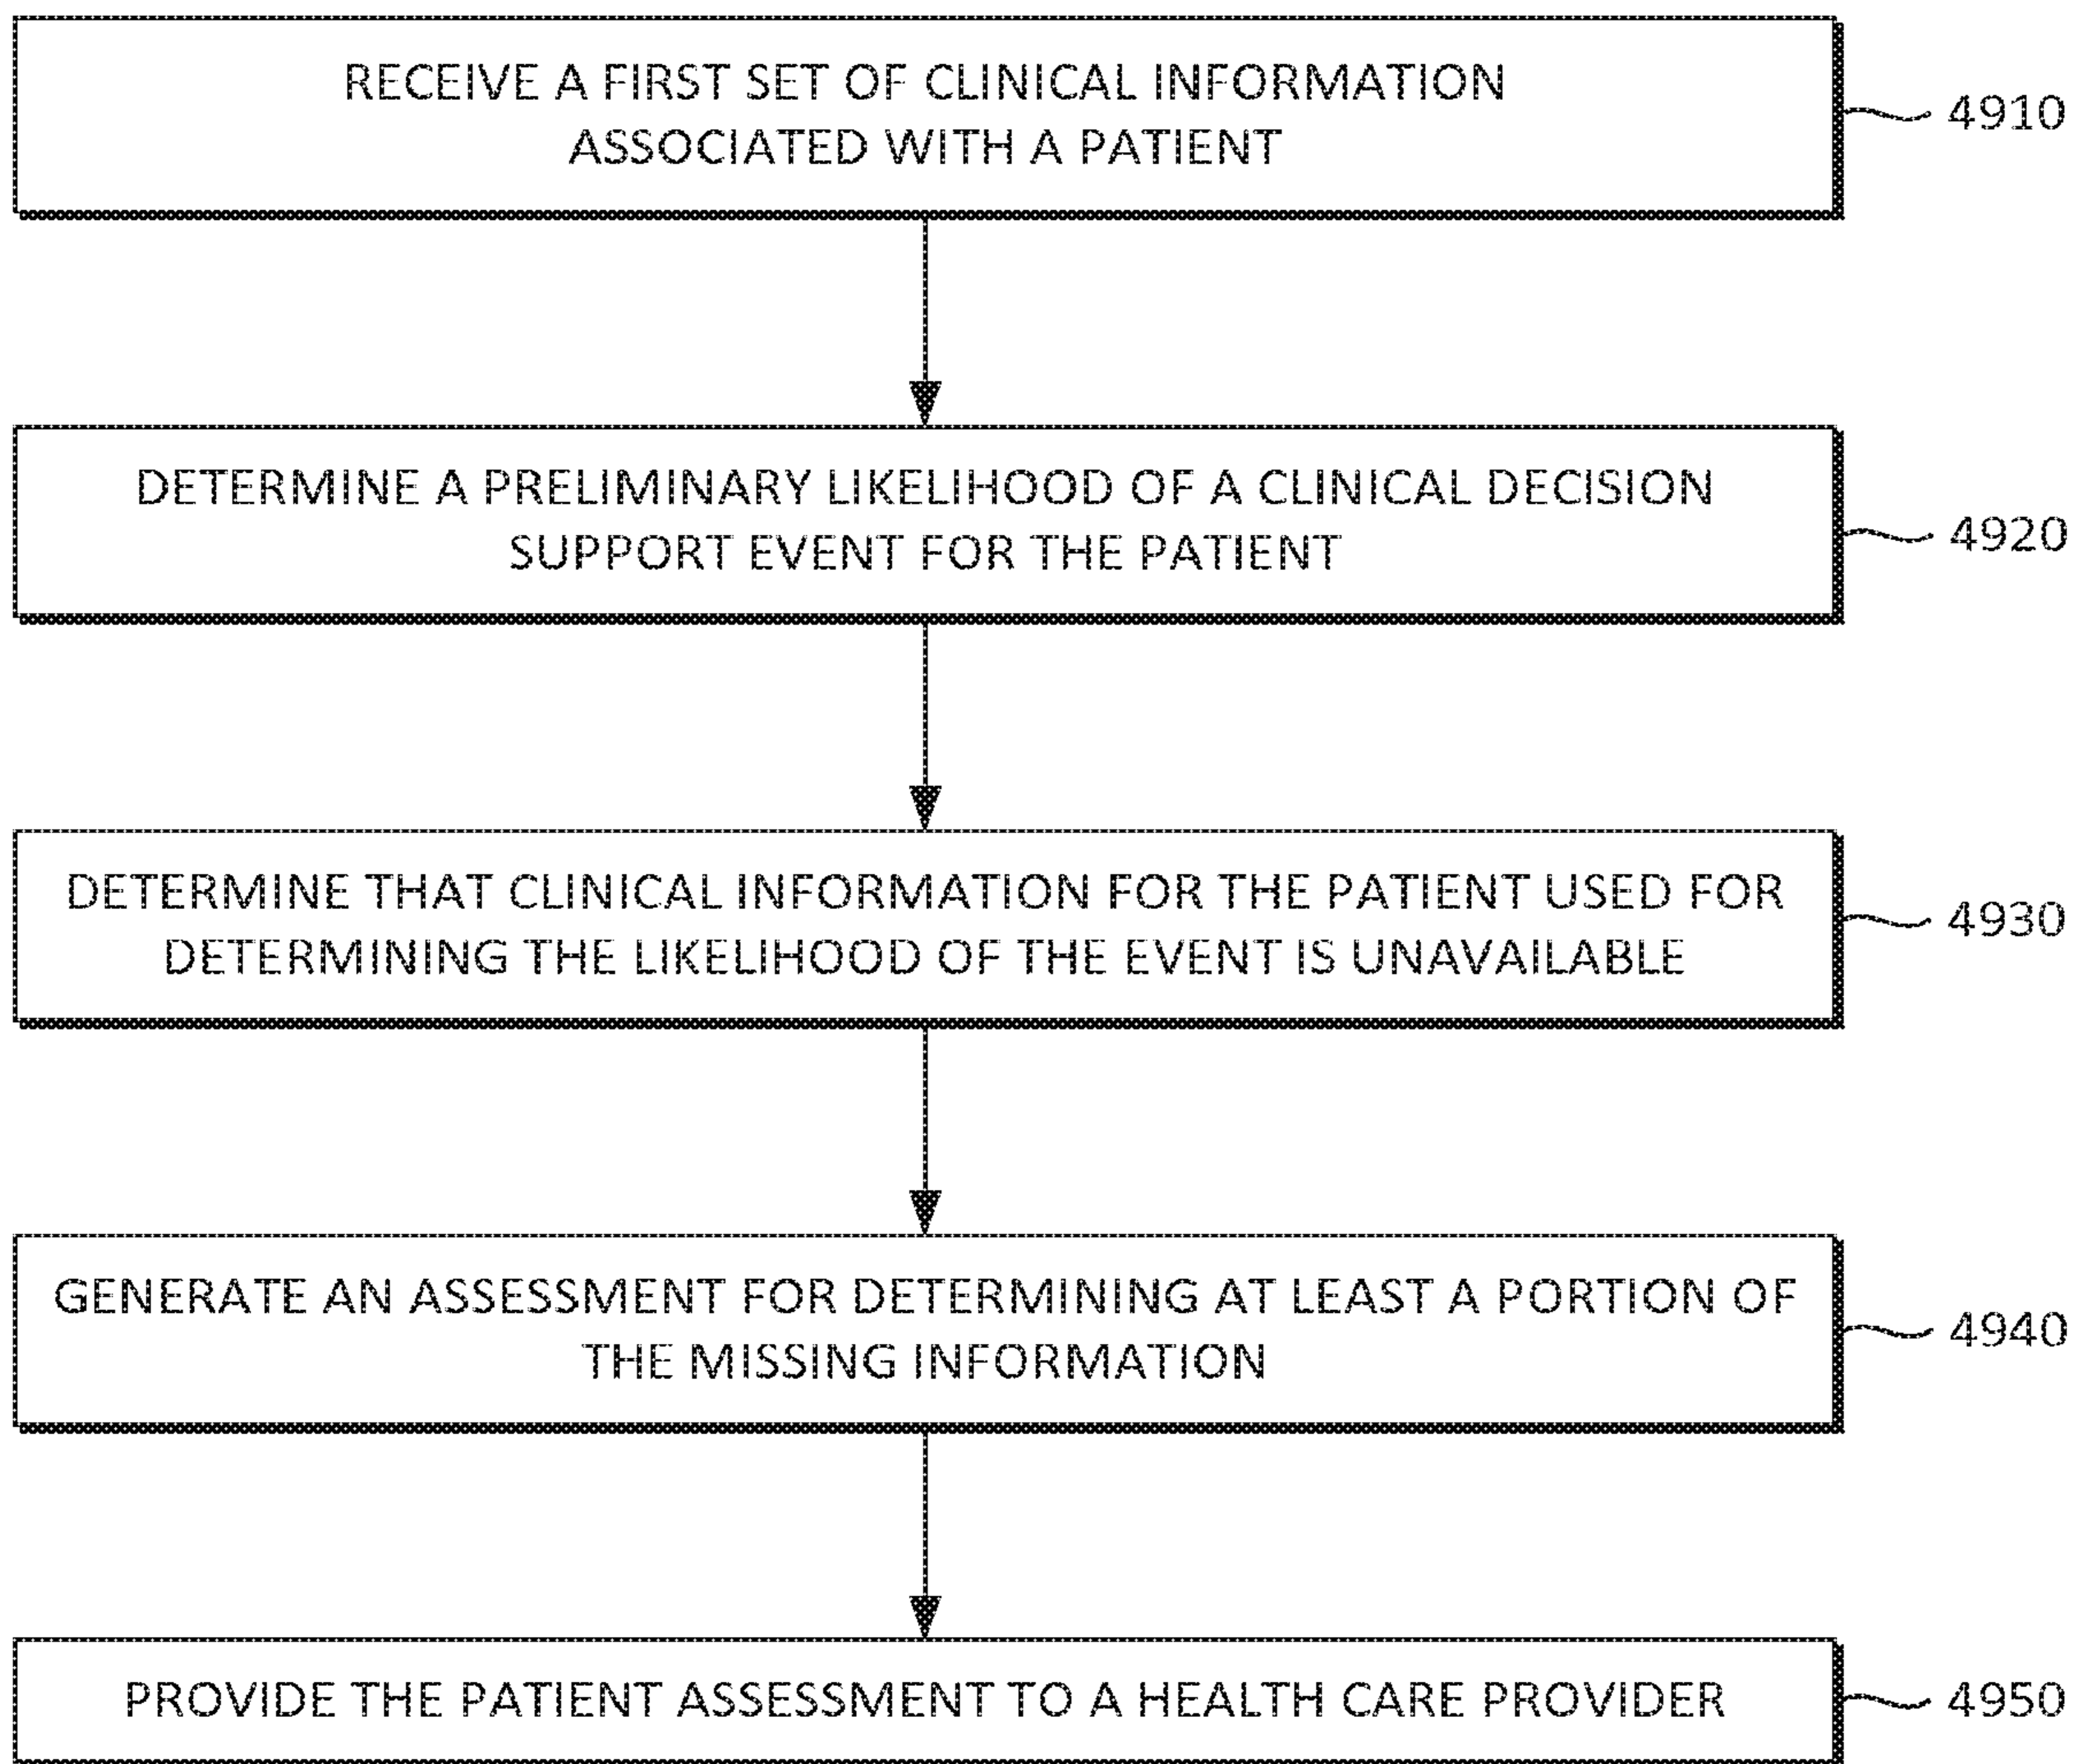 RECEIVE A FIRST SET OF CLINICAL INFORMATION
ASSOCIATED WITH A PATIENT
4910
DETERMINE A PRELIMINARY LIKELIHOOD OF A CLINICAL DECISION
SUPPORT EVENT FOR THE PATIENT
4920
DETERMINE THAT CLINICAL INFORMATION FOR THE PATIENT USED FOR
DETERMINING THE LIKELIHOOD OF THE EVENT IS UNAVAILABLE
4930
GENERATE AN ASSESSMENT FOR DETERMINING AT LEAST A PORTION OF
THE MISSING INFORMATION
4940
PROVIDE THE PATIENT ASSESSMENT TO A HEALTH CARE PROVIDER
4950